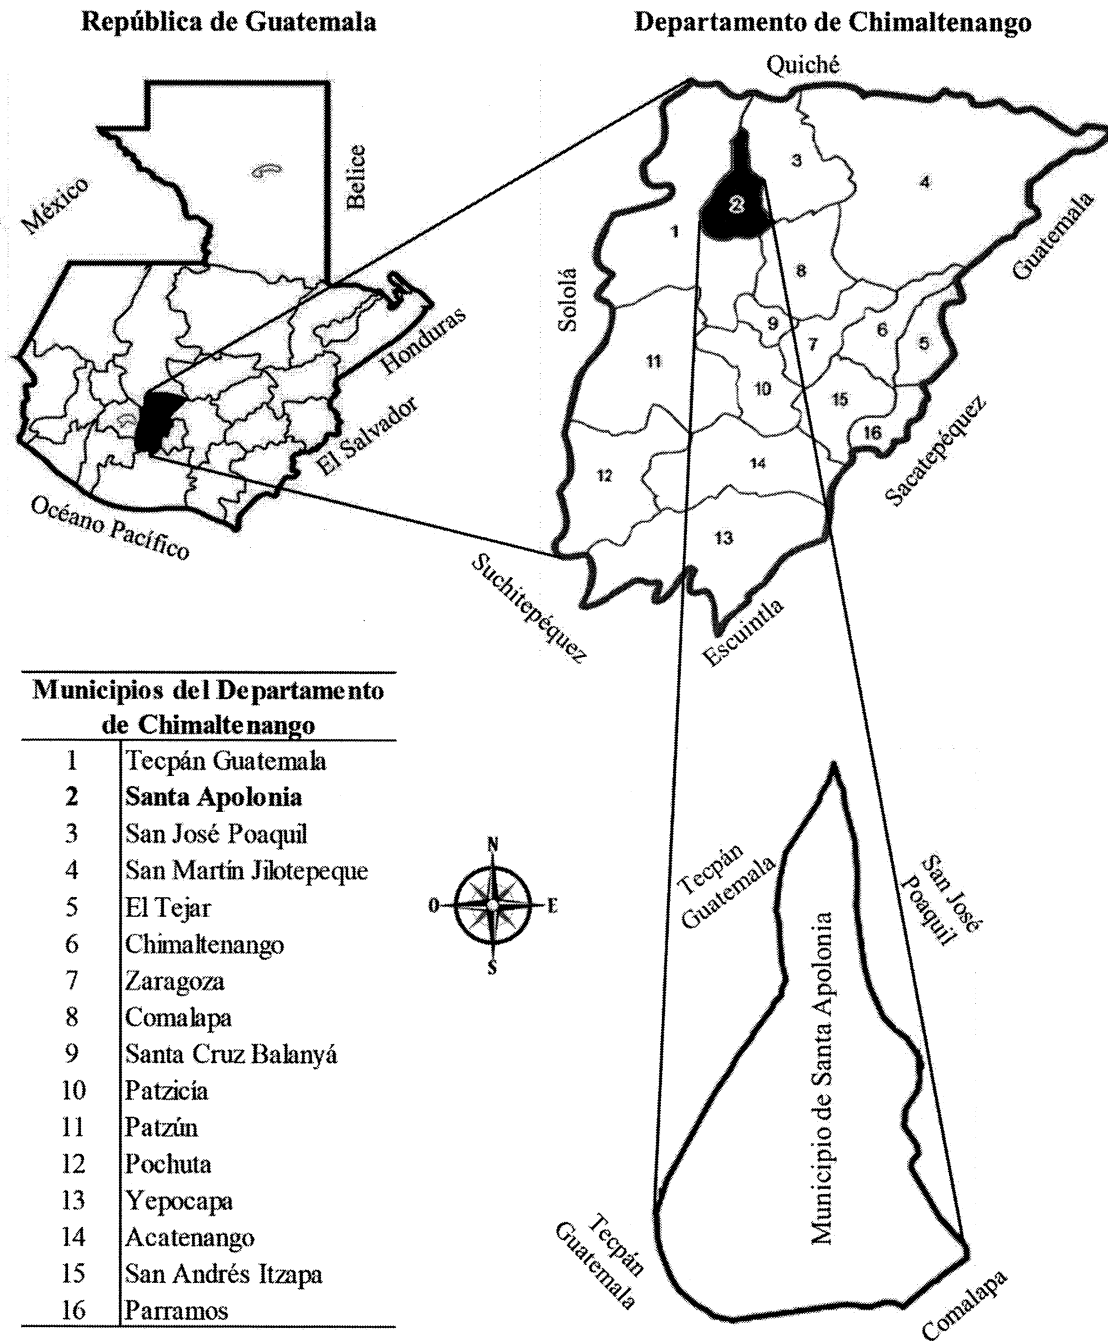 República de Guatemala
Departamento de Chimaltenango
México
Belice
Honduras
El Salvador
Océano Pacífico
Quiché
Guatemala
Sololá
Sacatepéquez
Suchitepéquez
Escuintla
1
2
3
4
8
9
6
5
7
11
10
15
16
12
14
13
Municipios del Departamento
de Chimaltenango
1 Tecpán Guatemala
2 Santa Apolonia
3 San José Poaquil
4 San Martín Jilotepeque
5 El Tejar
6 Chimaltenango
7 Zaragoza
8 Comalapa
9 Santa Cruz Balanyá
10 Patzicía
11 Patzún
12 Pochuta
13 Yepocapa
14 Acatenango
15 San Andrés Itzapa
16 Parramos
N
O
E
S
Tecpán
Guatemala
San José
Poaquil
Municipio de Santa Apolonia
Tecpán
Guatemala
Comalapa